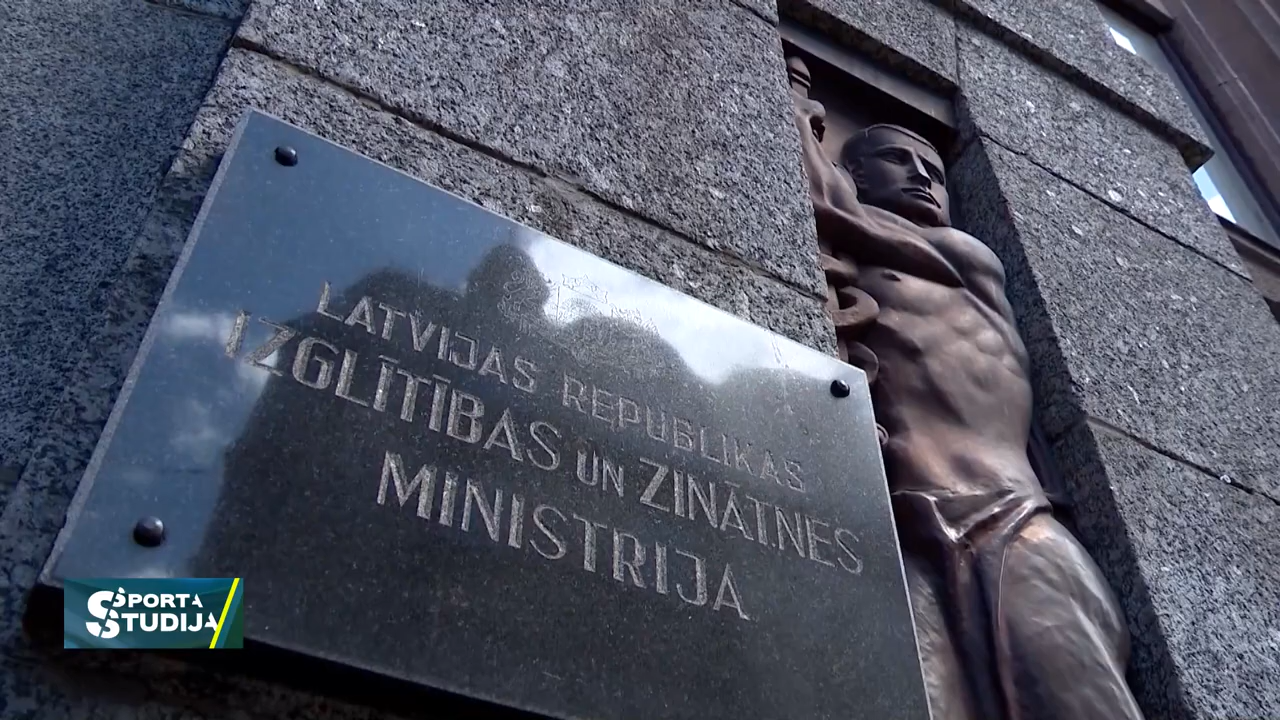 LATVIJAS REPUBLIKAS
IZGLĪTĪBAS UN ZINĀTNES
MINISTRIJA
SPORTA
STUDIJA